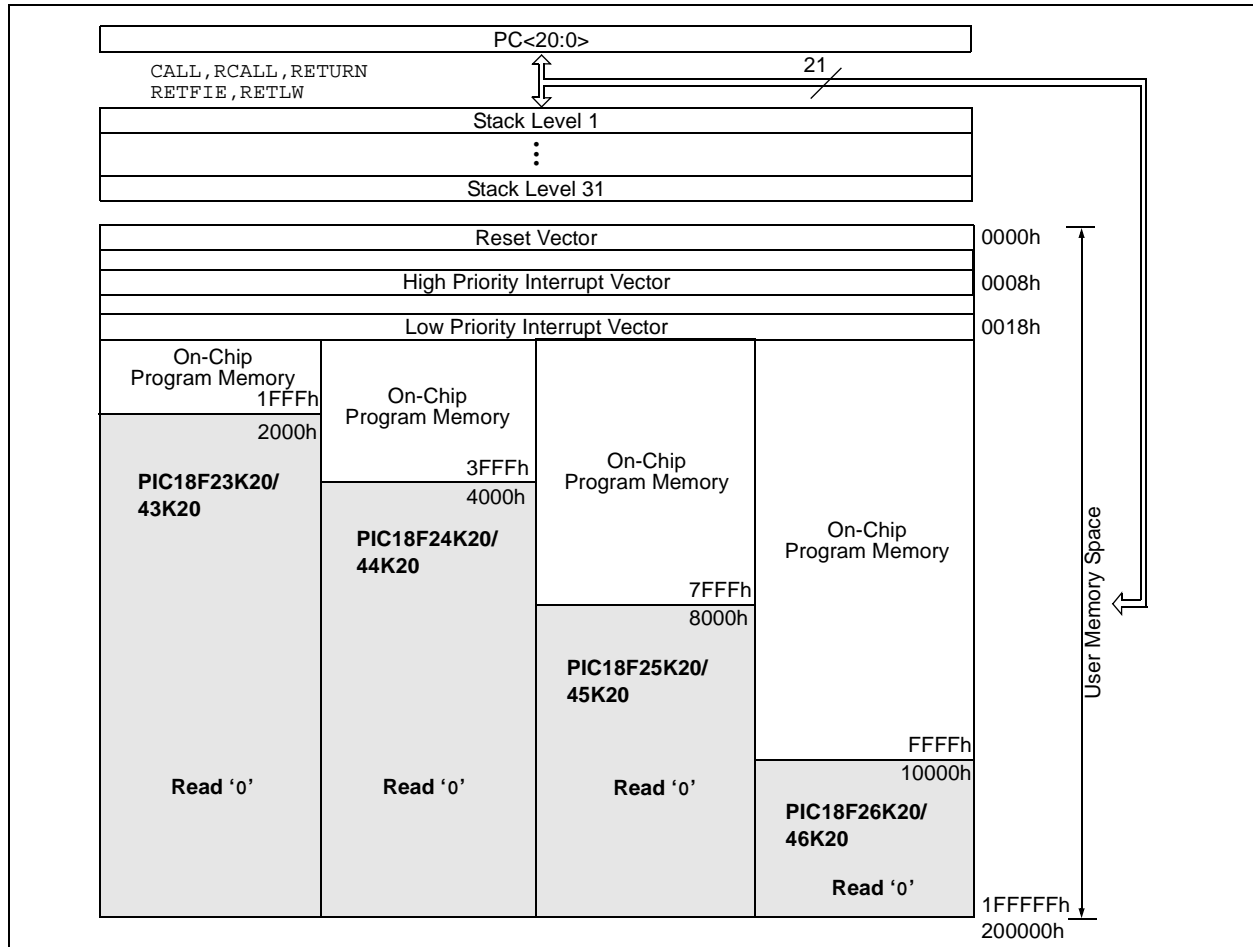 PC<20:0>
CALL,RCALL,RETURN
RETFIE,RETLW
21
Stack Level 1
Stack Level 31
Reset Vector
0000h
High Priority Interrupt Vector
0008h
Low Priority Interrupt Vector
0018h
On-Chip
Program Memory
1FFFh
2000h
PIC18F23K20/
43K20
Read ‘0’
On-Chip
Program Memory
3FFFh
4000h
PIC18F24K20/
44K20
Read ‘0’
On-Chip
Program Memory
7FFFh
8000h
PIC18F25K20/
45K20
Read ‘0’
On-Chip
Program Memory
FFFFh
10000h
PIC18F26K20/
46K20
Read ‘0’
1FFFFFh
200000h
User Memory Space